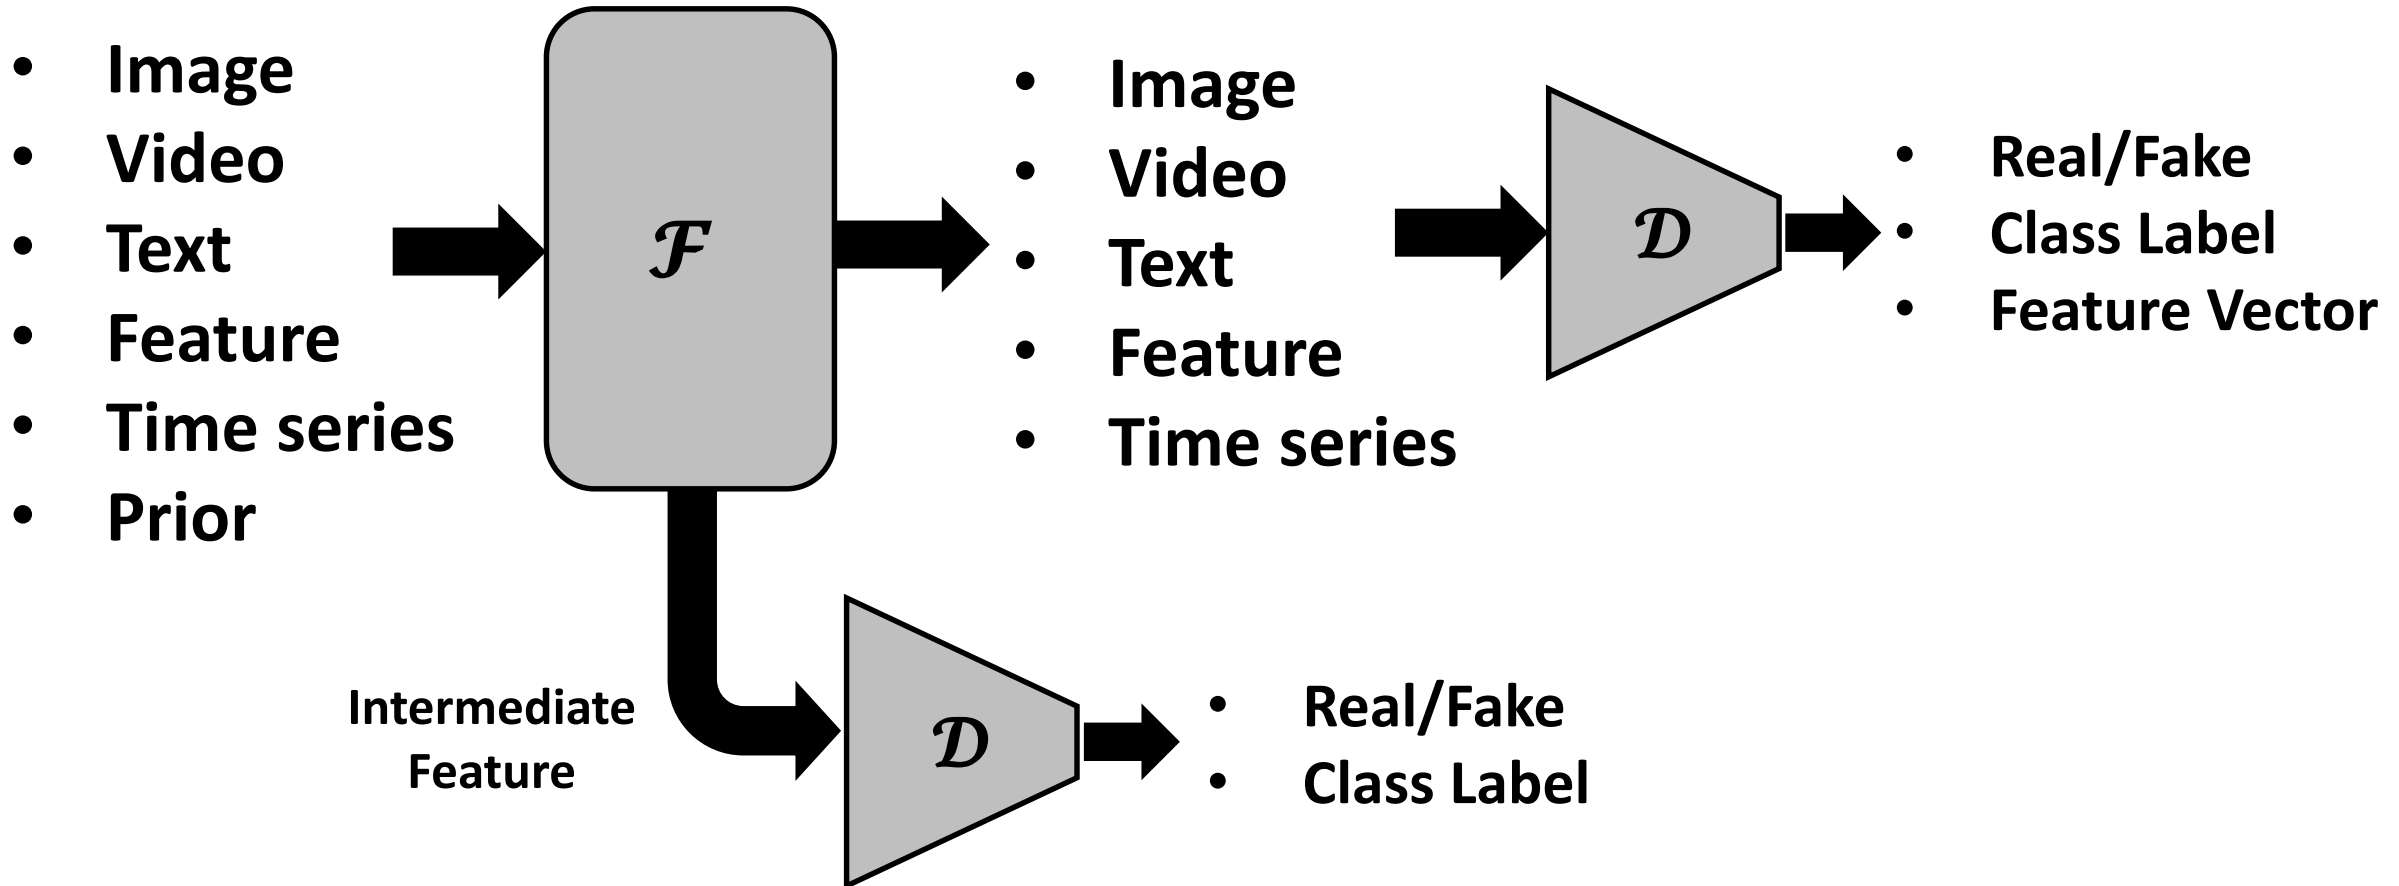 • Image
• Video
• Text
• Feature
• Time series
• Prior
ℱ
• Image
• Video
• Text
• Feature
• Time series
𝒟
• Real/Fake
• Class Label
• Feature Vector
Intermediate
Feature
𝒟
• Real/Fake
• Class Label